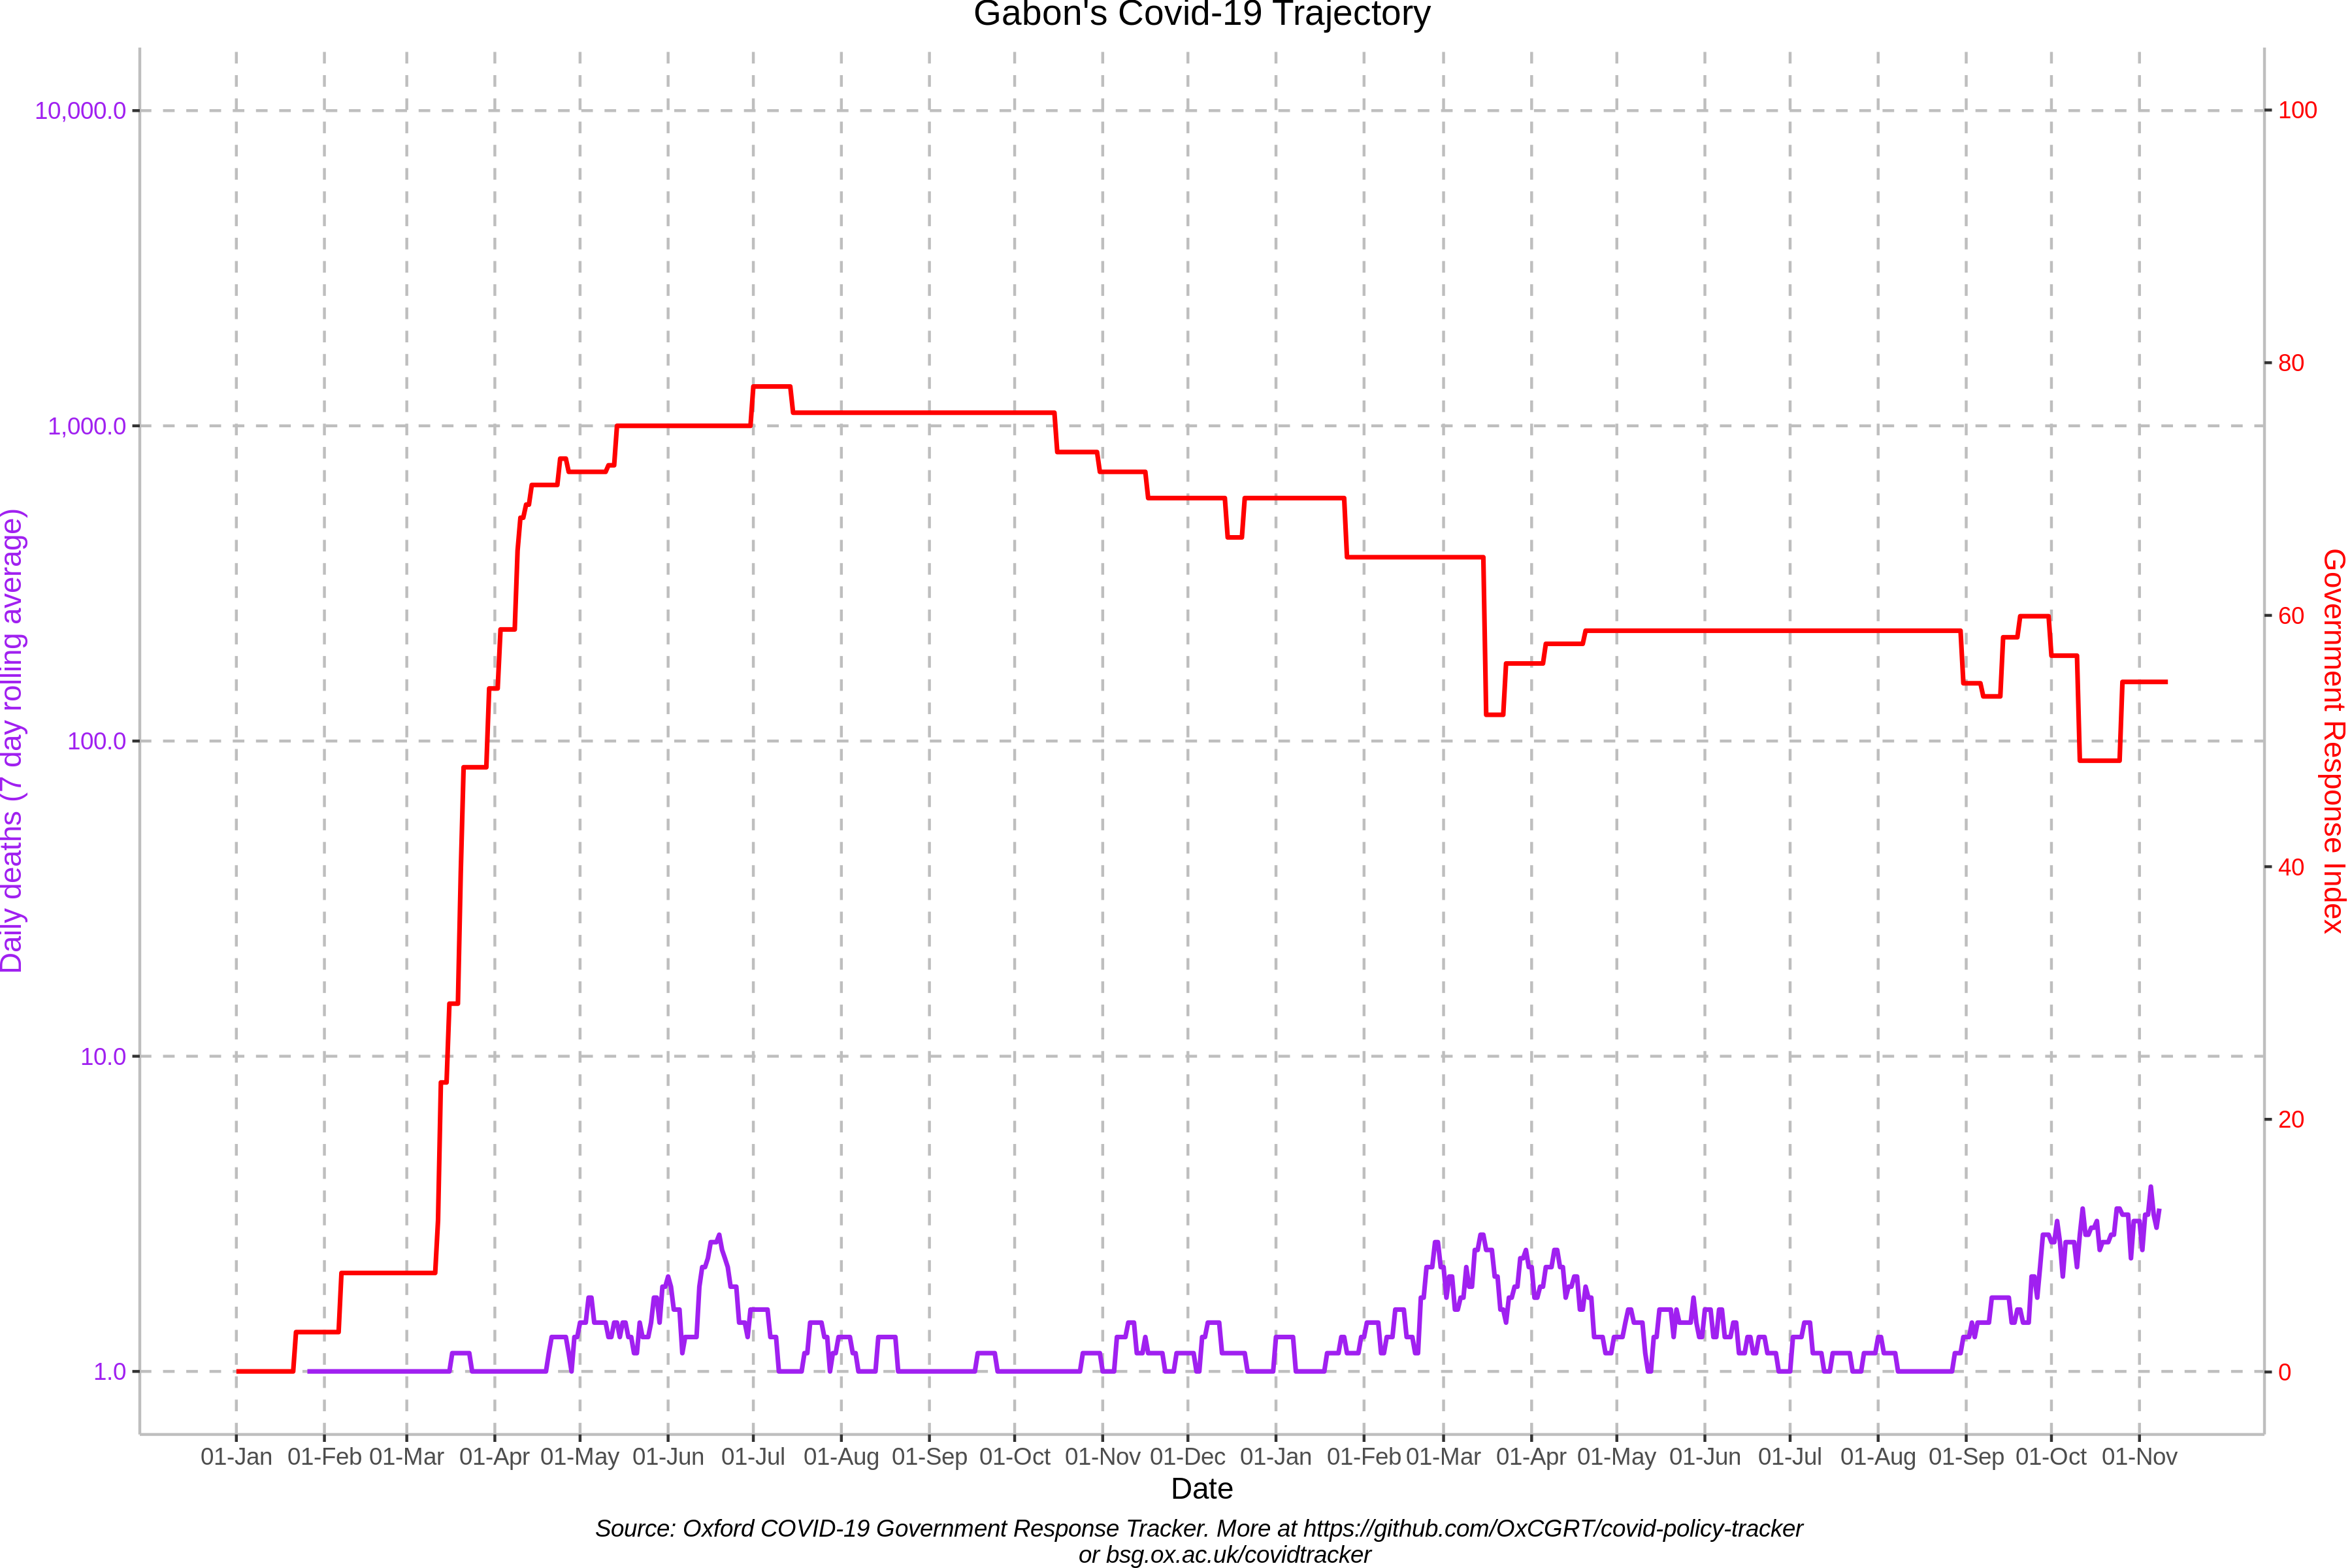 Gabon's Covid-19 Trajectory
10,000.0
1,000.0
100.0
10.0
1.0
Daily deaths (7 day rolling average)
100
80
60
40
20
0
Government Response Index
01-Jan 01-Feb 01-Mar 01-Apr 01-May 01-Jun 01-Jul 01-Aug 01-Sep 01-Oct 01-Nov 01-Dec 01-Jan 01-Feb 01-Mar 01-Apr 01-May 01-Jun 01-Jul 01-Aug 01-Sep 01-Oct 01-Nov
Date
Source: Oxford COVID-19 Government Response Tracker. More at https://github.com/OxCGRT/covid-policy-tracker
or bsg.ox.ac.uk/covidtracker